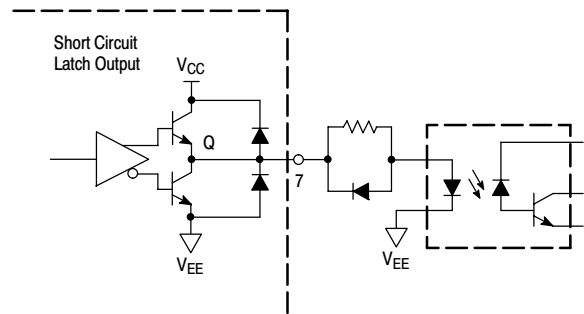 Short Circuit
Latch Output
VCC
Q
7
VEE
VEE